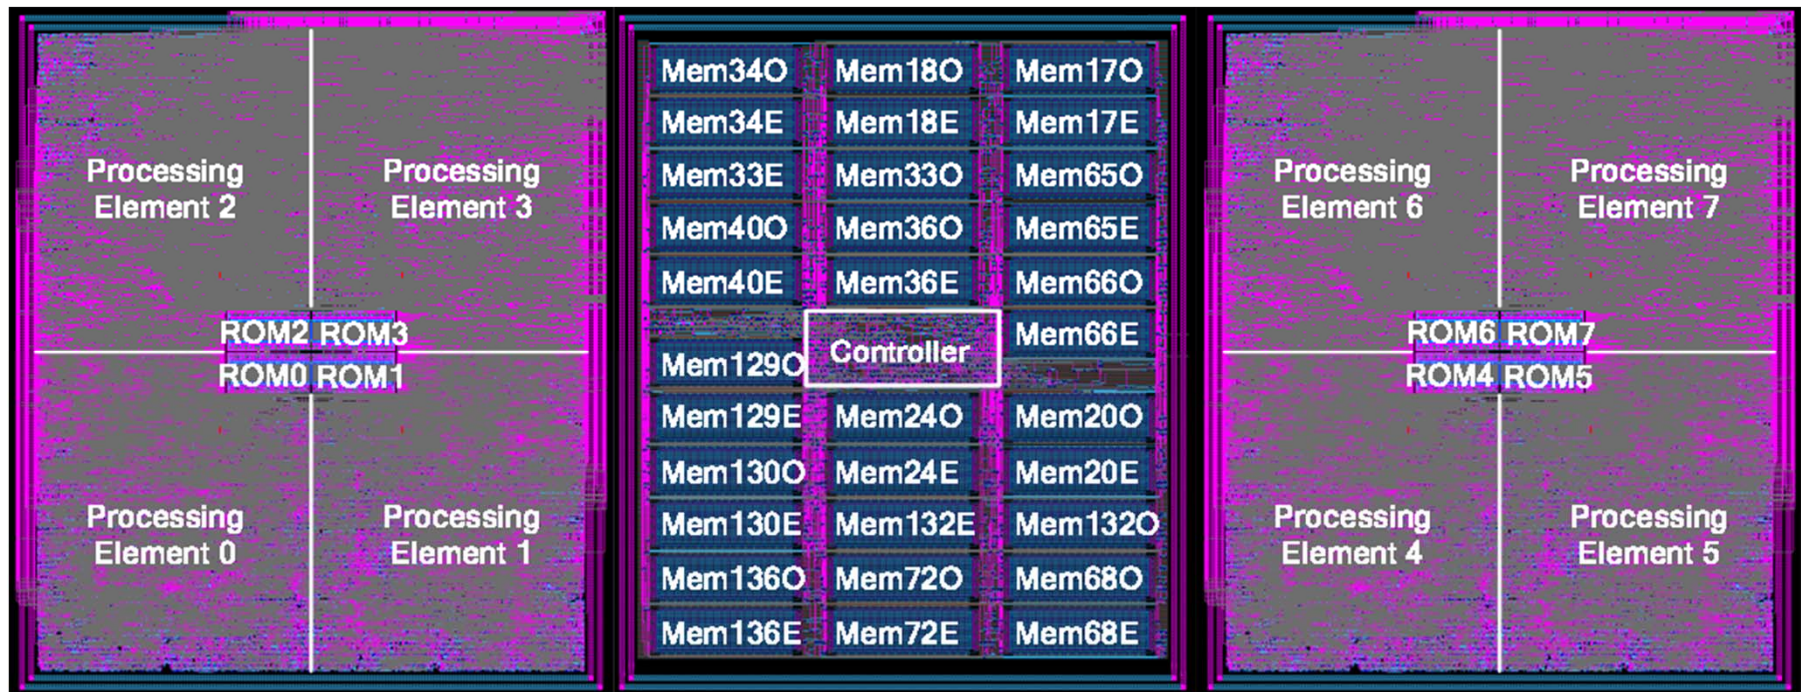 Processing
Element 2
Processing
Element 3
ROM2 ROM3
ROM0 ROM1
Processing
Element 0
Processing
Element 1
Mem34O Mem18O Mem17O
Mem34E Mem18E Mem17E
Mem33E Mem33O Mem65O
Mem40O Mem36O Mem65E
Mem40E Mem36E Mem66O
Mem66E
Mem129O Controller
Mem129E Mem24O Mem20O
Mem130O Mem24E Mem20E
Mem130E Mem132E Mem132O
Mem136O Mem72O Mem68O
Mem136E Mem72E Mem68E
Processing
Element 6
Processing
Element 7
ROM6 ROM7
ROM4 ROM5
Processing
Element 4
Processing
Element 5